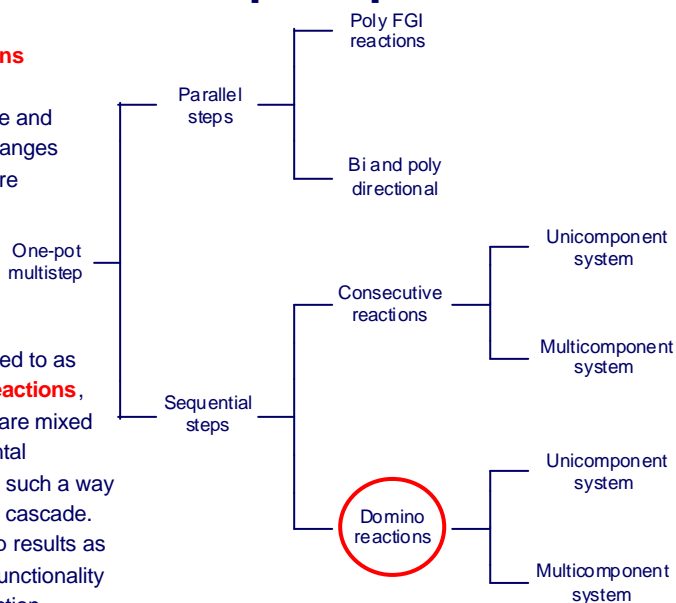 ns
e and
anges
re
ed to as
eactions,
are mixed
ntal
such a way
cascade.
o results as
unctionality
One-pot
multistep
Parallel
steps
Poly FGI
reactions
Bi and poly
directional
Sequential
steps
Consecutive
reactions
Unicomponent
system
Multicomponent
system
Domino
reactions
Unicomponent
system
Multicomponent
system